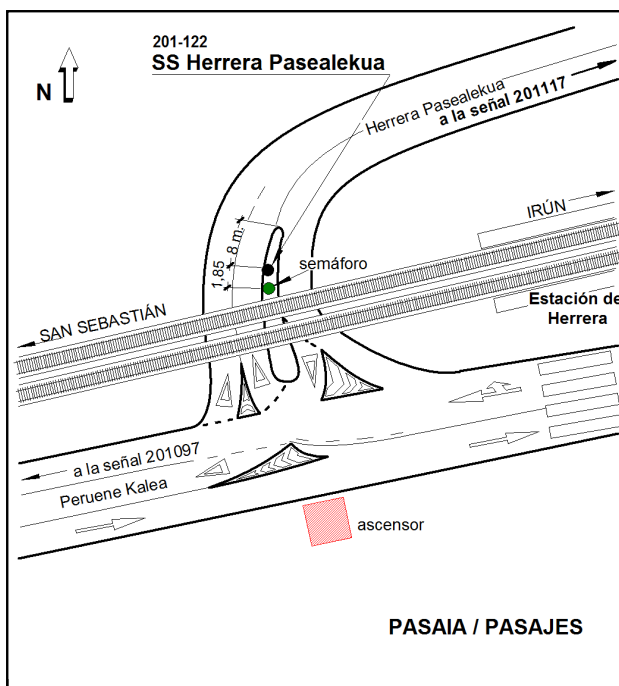 201-122
SS Herrera Pasealekua
N
Herrera Pasealekua
a la señal 201117
8 m.
1,85
semáforo
IRÚN
SAN SEBASTIÁN
Estación de
Herrera
a la señal 201097
Peruene Kalea
ascensor
PASAIA / PASAJES